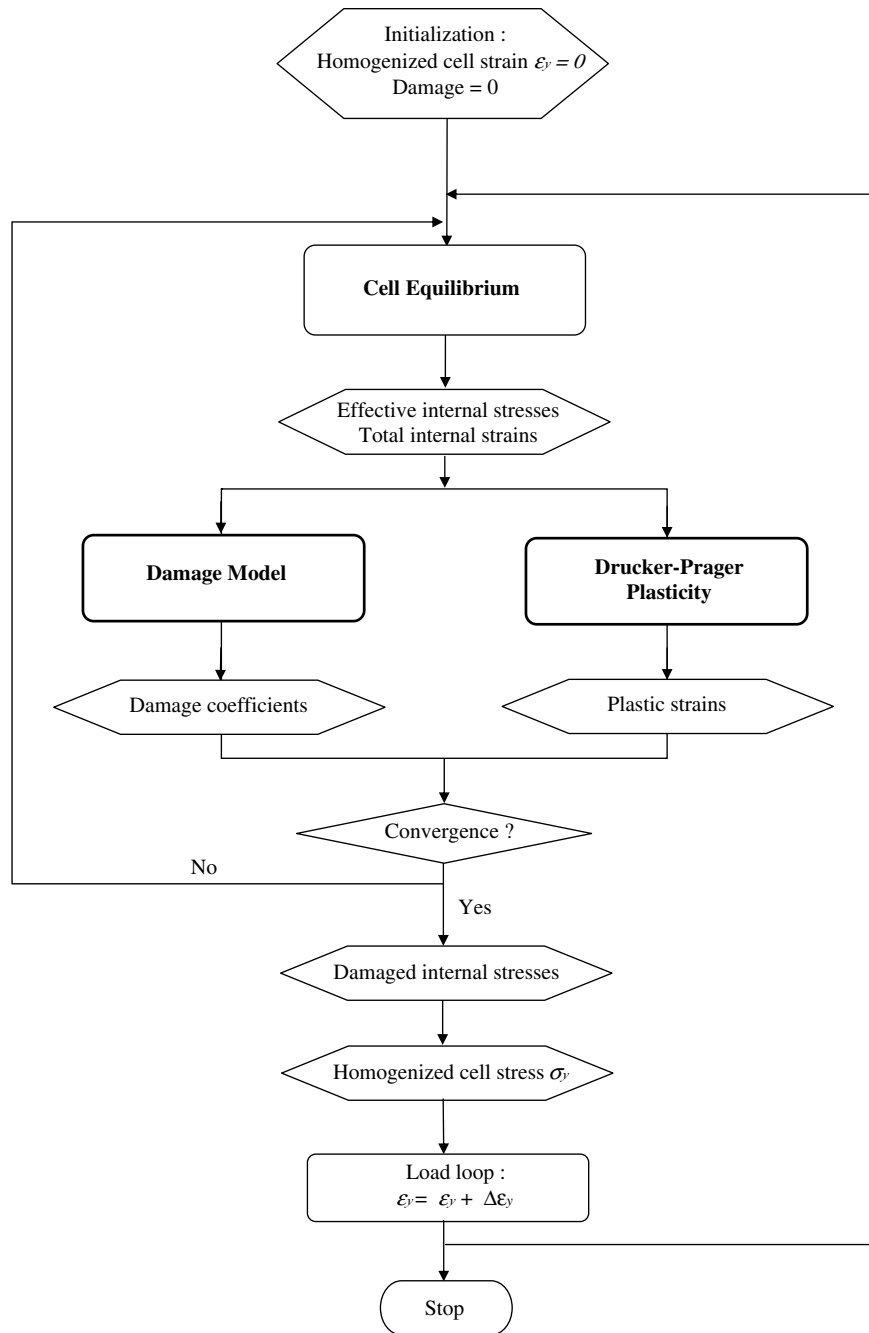 Initialization :
Homogenized cell strain εy = 0
Damage = 0
Cell Equilibrium
Effective internal stresses
Total internal strains
Damage Model
Drucker-Prager
Plasticity
Damage coefficients
Plastic strains
Convergence ?
No
Yes
Damaged internal stresses
Homogenized cell stress σy
Load loop :
εy = εy + Δεy
Stop